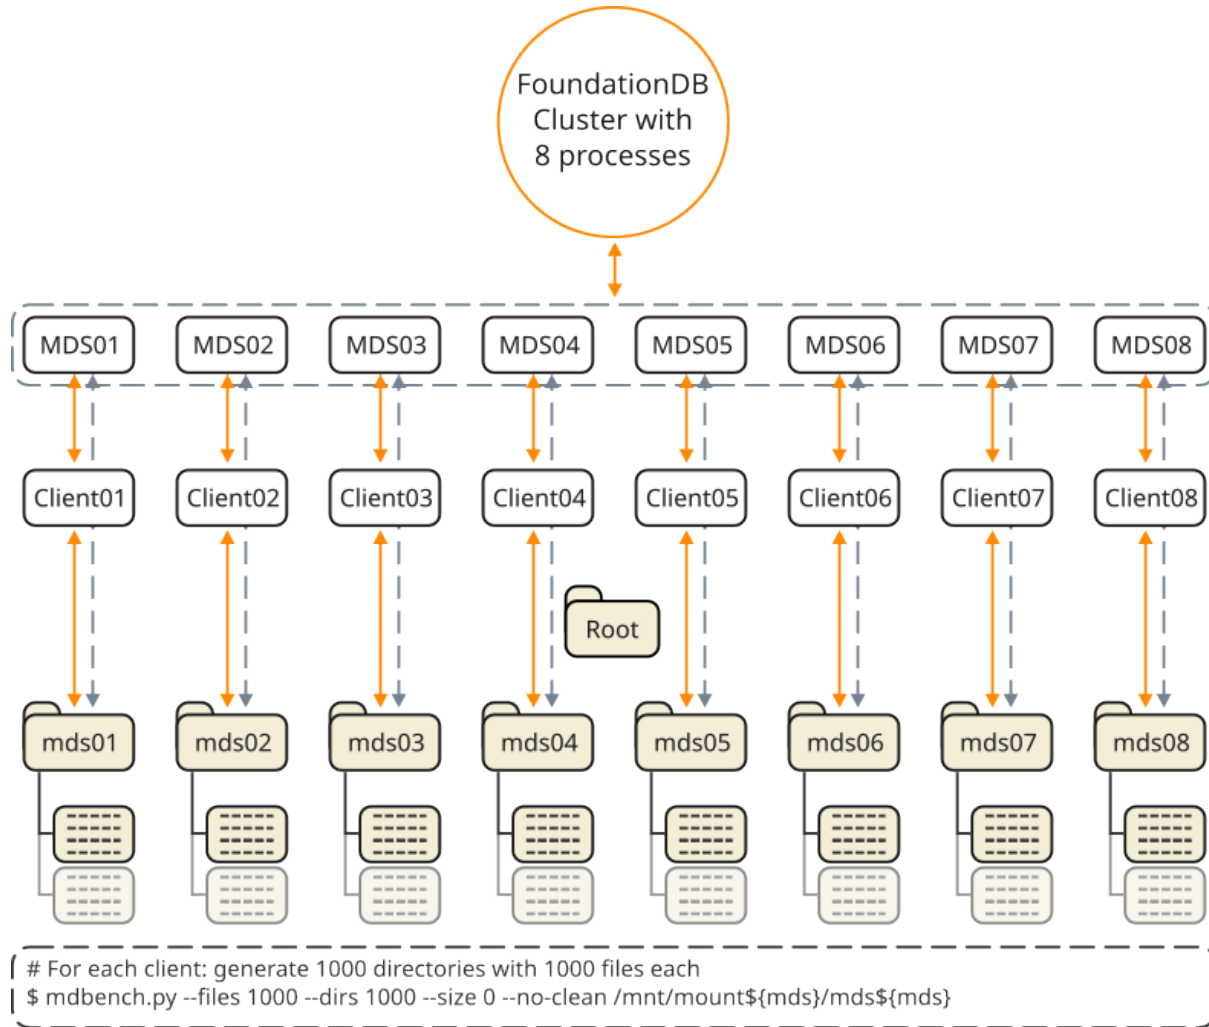 FoundationDB
Cluster with
8 processes
MDS01 MDS02 MDS03 MDS04 MDS05 MDS06 MDS07 MDS08
Client01 Client02 Client03 Client04 Client05 Client06 Client07 Client08
Root
mds01 mds02 mds03 mds04 mds05 mds06 mds07 mds08
# For each client: generate 1000 directories with 1000 files each
$ mdbench.py --files 1000 --dirs 1000 --size 0 --no-clean /mnt/mount${mds}/mds${mds}